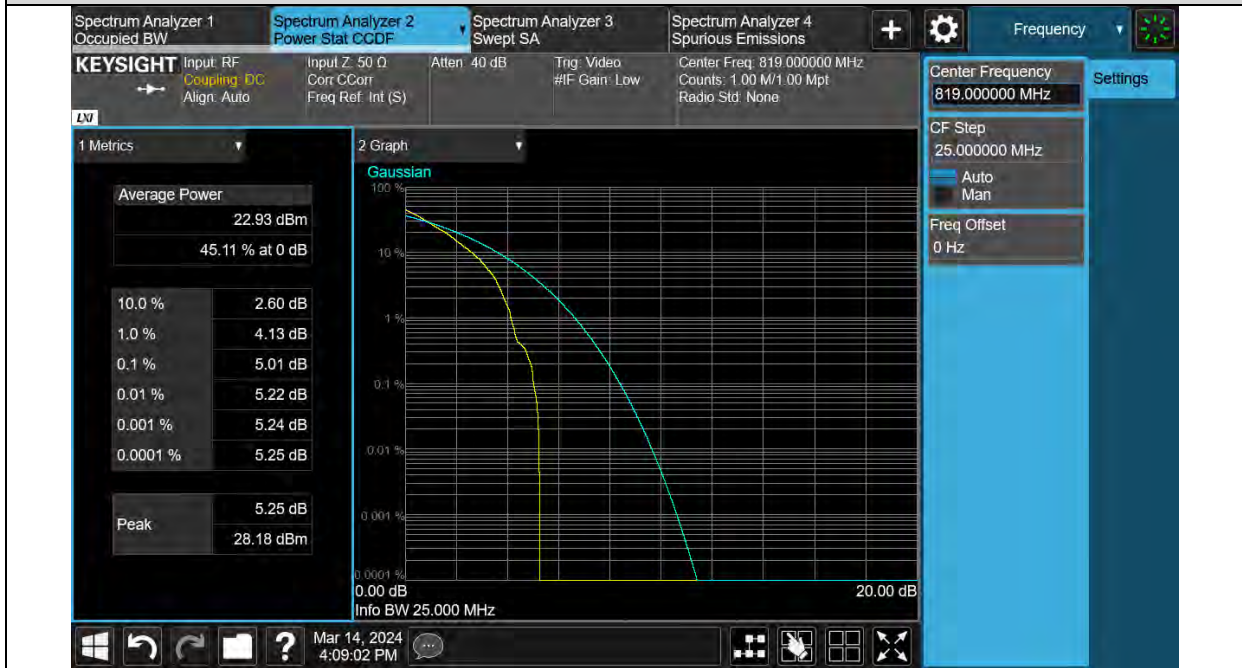 Spectrum Analyzer 1
Occupied BW
Spectrum Analyzer 2
Power Stat CCDF
Spectrum Analyzer 3
Swept SA
Spectrum Analyzer 4
Spurious Emissions
+
Frequency
KEYSIGHT
LXI
Input: RF
Coupling: DC
Align: Auto
Input Z: 50 Ω
Corr CCorr
Freq Ref: Int (S)
Atten: 40 dB
Trig: Video
#IF Gain: Low
Center Freq: 819.000000 MHz
Counts: 1.00 M/1.00 Mpt
Radio Std: None
Center Frequency
819.000000 MHz
Settings
CF Step
25.000000 MHz
Auto
Man
Freq Offset
0 Hz
1 Metrics
Average Power
22.93 dBm
45.11 % at 0 dB
10.0 % 2.60 dB
1.0 % 4.13 dB
0.1 % 5.01 dB
0.01 % 5.22 dB
0.001 % 5.24 dB
0.0001 % 5.25 dB
Peak
5.25 dB
28.18 dBm
2 Graph
Gaussian
100 %
10 %
1 %
0.1 %
0.01 %
0.001 %
0.0001 %
0.00 dB
20.00 dB
Info BW 25.000 MHz
?
Mar 14, 2024
4:09:02 PM